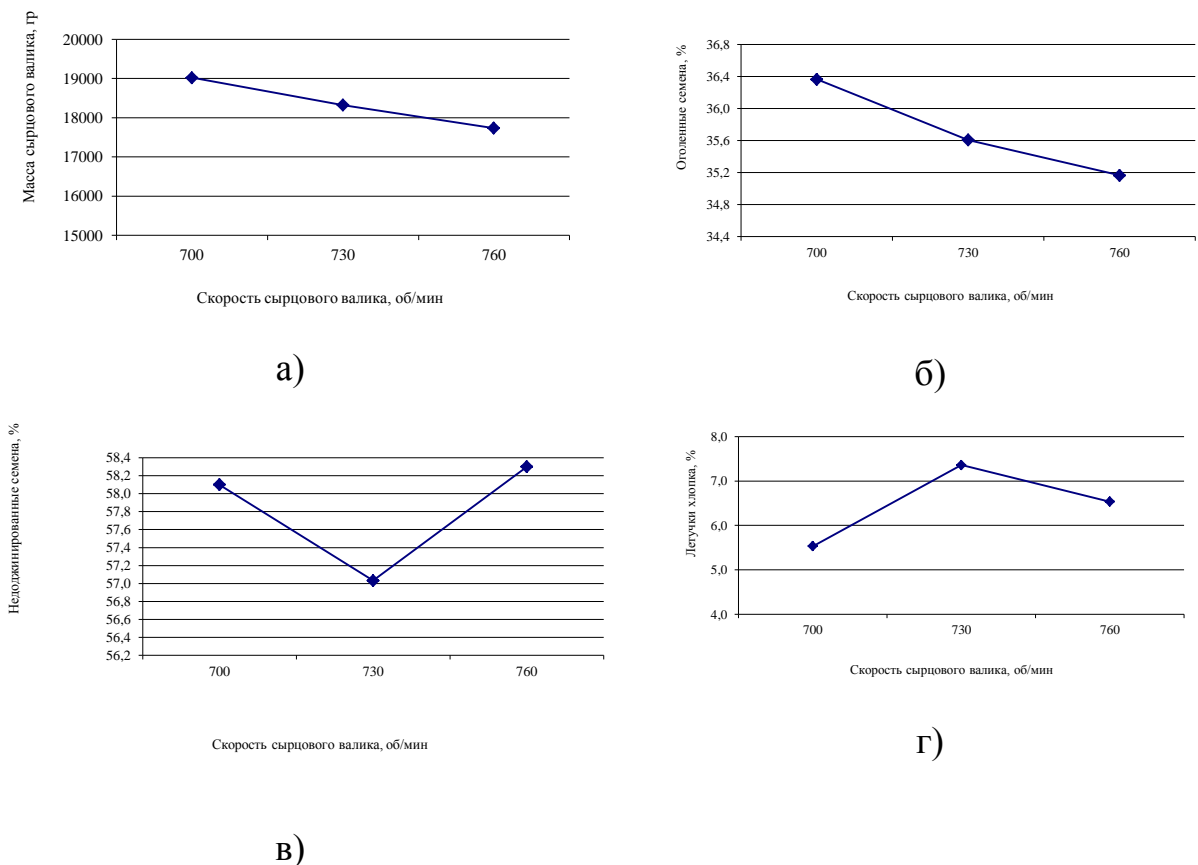 Масса сырцового валика, гр
20000
19000
18000
17000
16000
15000
700 730 760
Скорость сырцового валика, об/мин
а)
Оголенные семена, %
36,8
36,4
36,0
35,6
35,2
34,8
34,4
700 730 760
Скорость сырцового валика, об/мин
б)
Недоджинированные семена, %
58,4
58,2
58,0
57,8
57,6
57,4
57,2
57,0
56,8
56,6
56,4
56,2
700 730 760
Скорость сырцового валика, об/мин
в)
Летучки хлопка, %
8,0
7,0
6,0
5,0
4,0
700 730 760
Скорость сырцового валика, об/мин
г)